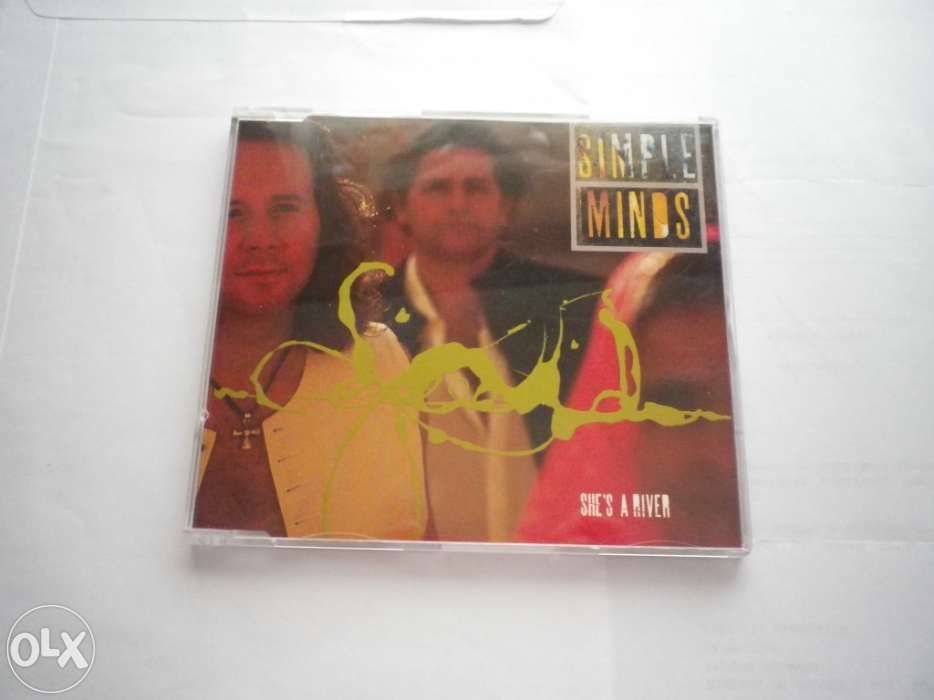 SIMPLE
MINDS
SHE'S A RIVER
OLX